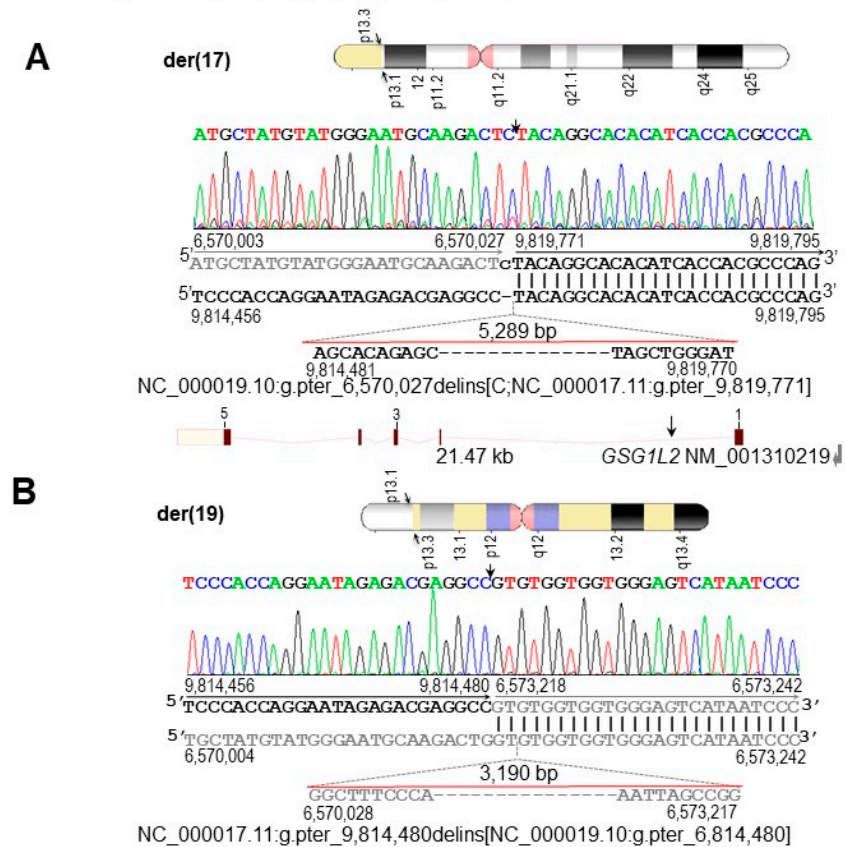 A
der(17)
p13.3
p13.1
12
p11.2
q11.2
q21.1
q22
q24
q25
ATGCTATGTATGGGAATGCAAGACTCTACAGGCACACATCACCACGCCCA
6,570,003 6,570,027 9,819,771 9,819,795
5'ATGCTATGTATGGGAATGCAAGACTcTACAGGCACACATCACCACGCCCAG3'
5'TCCCACCAGGAATAGAGACGAGGCC-TACAGGCACACATCACCACGCCCAG3'
9,814,456 9,819,795
5,289 bp
AGCACAGAGC---------------TAGCTGGGAT
9,814,481 9,819,770
NC_000019.10:g.pter_6,570,027delins[C;NC_000017.11:g.pter_9,819,771]
5 3 1
21.47 kb GSG1L2 NM_001310219
B
der(19)
p13.1
p13.3
13.1
p12
q12
13.2
q13.4
TCCCACCAGGAATAGAGACGAGGCCGTGTGGTGGTGGGAGTCATAATCCC
9,814,456 9,814,480 6,573,218 6,573,242
5'TCCCACCAGGAATAGAGACGAGGCCGTGTGGTGGTGGGAGTCATAATCCC3'
5'TGCTATGTATGGGAATGCAAGACTGGTGTGGTGGTGGGAGTCATAATCCC3'
6,570,004 6,573,242
3,190 bp
GGCTTTCCCA----------------AATTAGCCGG
6,570,028 6,573,217
NC_000017.11:g.pter_9,814,480delins[NC_000019.10:g.pter_6,814,480]